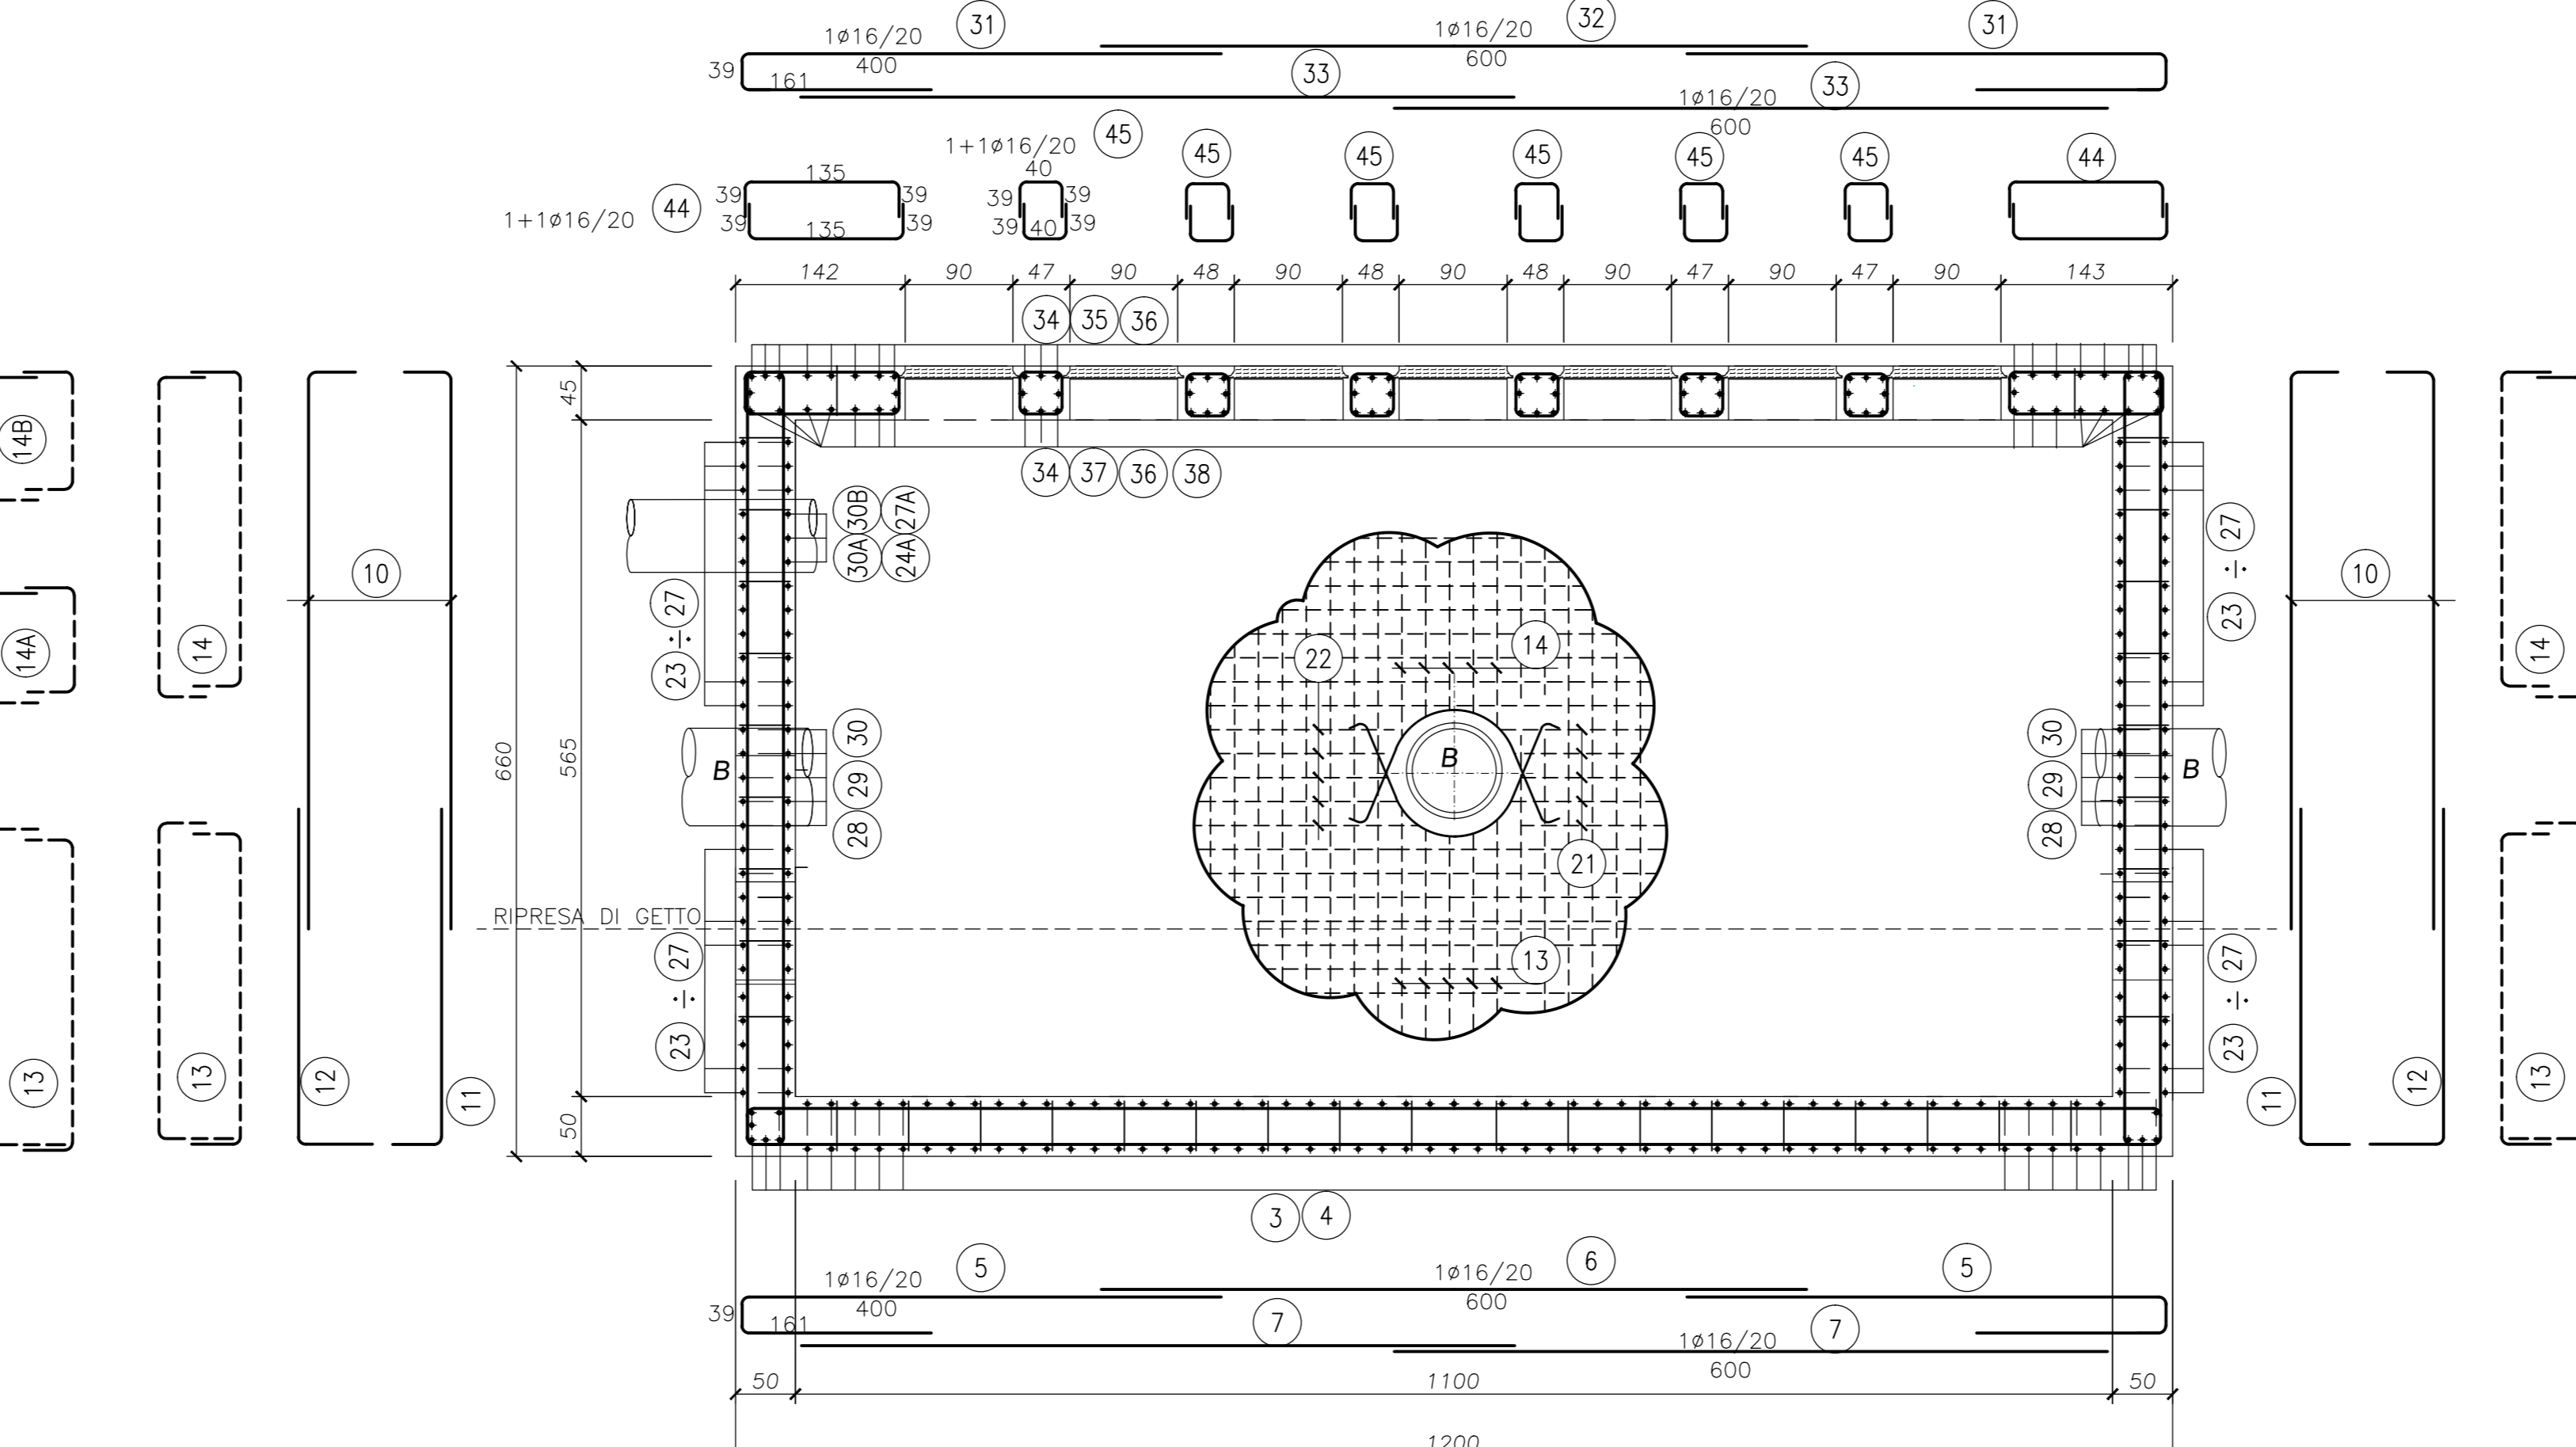 31 32 31
1ø16/20 1ø16/20
39 400 600
161 33 33
1ø16/20
600
45
1+1ø16/20
40
45 45 45 45 45 44
135
39 39 39 39
44
1+1ø16/20
39 39 39 40 39
135
142 90 47 90 48 90 48 90 48 90 47 90 47 90 143
34 35 36
45
14B
34 37 36 38
30B 27A
30A 24A
27 ÷ 23
27 ÷ 23
10 10
14A 14 14
22 14
660 565
B 30 29 28
B
30 29 28 B
21
RIPRESA DI GETTO
13
27 ÷ 23
27 ÷ 23
13 13 12 11
11 12 13
50
3 4
5 6 5
1ø16/20 1ø16/20
39 400 600
161 7 7
1ø16/20
600
50 1100 50
1200